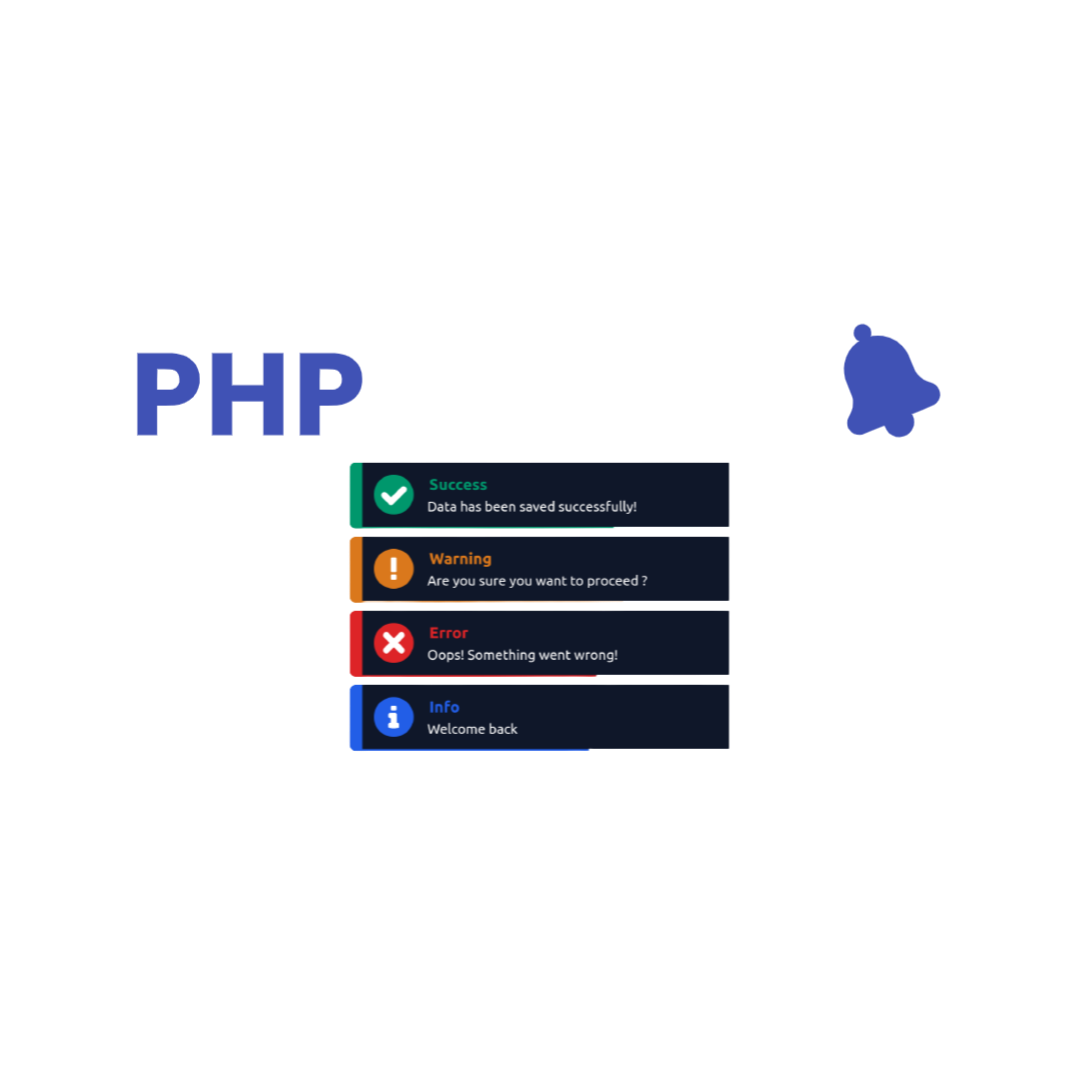 PHP
Success
Data has been saved successfully!
Warning
Are you sure you want to proceed ?
Error
Oops! Something went wrong!
Info
Welcome back